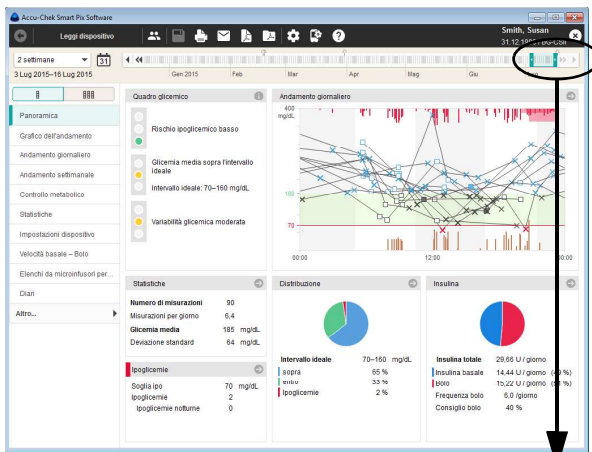 Accu-Chek Smart Pix Software
Leggi dispositivo
Smith, Susan
2 settimane
31
3 Lug 2015–16 Lug 2015
Gen 2015 Feb Mar Apr Mag Giu
Panoramica
Grafico dell'andamento
Andamento giornaliero
Andamento settimanale
Controllo metabolico
Statistiche
Impostazioni dispositivo
Velocità basale – Bolo
Elenchi da microinfusori per...
Diari
Altro...
Quadro glicemico
Rischio ipoglicemico basso
Glicemia media sopra l'intervallo
ideale
Intervallo ideale: 70–160 mg/dL
Variabilità glicemica moderata
Andamento giornaliero
400
mg/dL
160
70
00:00 12:00 00:00
Statistiche
Numero di misurazioni 90
Misurazioni per giorno 6,4
Glicemia media 185 mg/dL
Deviazione standard 64 mg/dL
Ipoglicemie
Soglia ipo 70 mg/dL
Ipoglicemie 2
Ipoglicemie notturne 0
Distribuzione
Intervallo ideale 70–160 mg/dL
sopra 65 %
entro 33 %
Ipoglicemie 2 %
Insulina
Insulina totale 29,66 U / giorno
Insulina basale 14,44 U / giorno (49 %)
Bolo 15,22 U / giorno (51 %)
Frequenza bolo 6,0 /giorno
Consiglio bolo 40 %